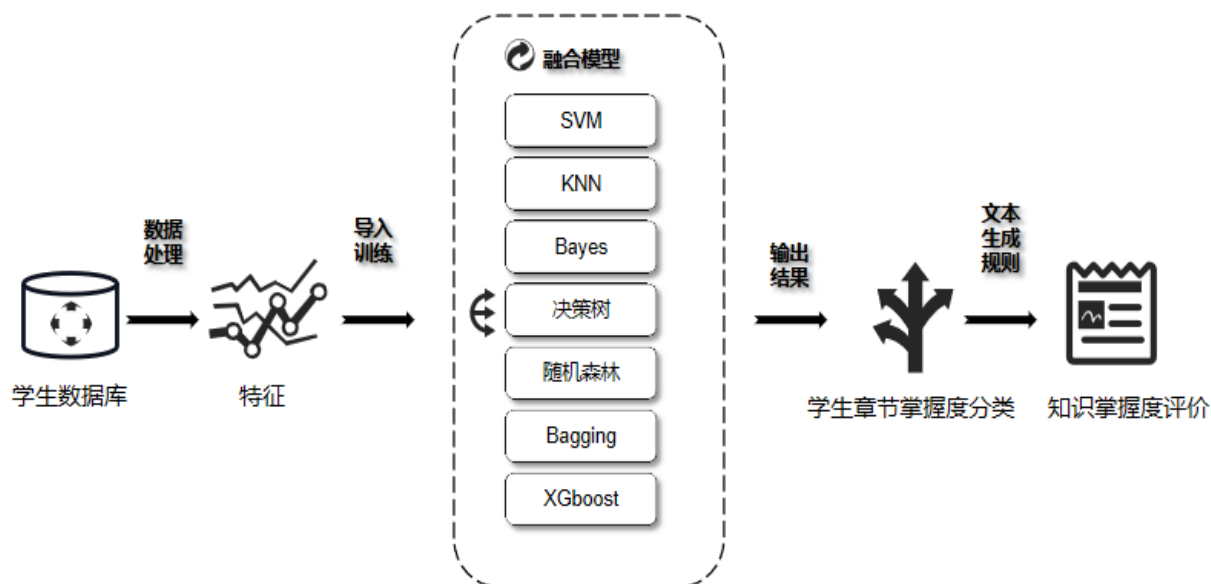 融合模型
SVM
KNN
Bayes
决策树
随机森林
Bagging
XGboost
数据
处理
导入
训练
输出
结果
文本
生成
规则
学生数据库
特征
学生章节掌握度分类
知识掌握度评价